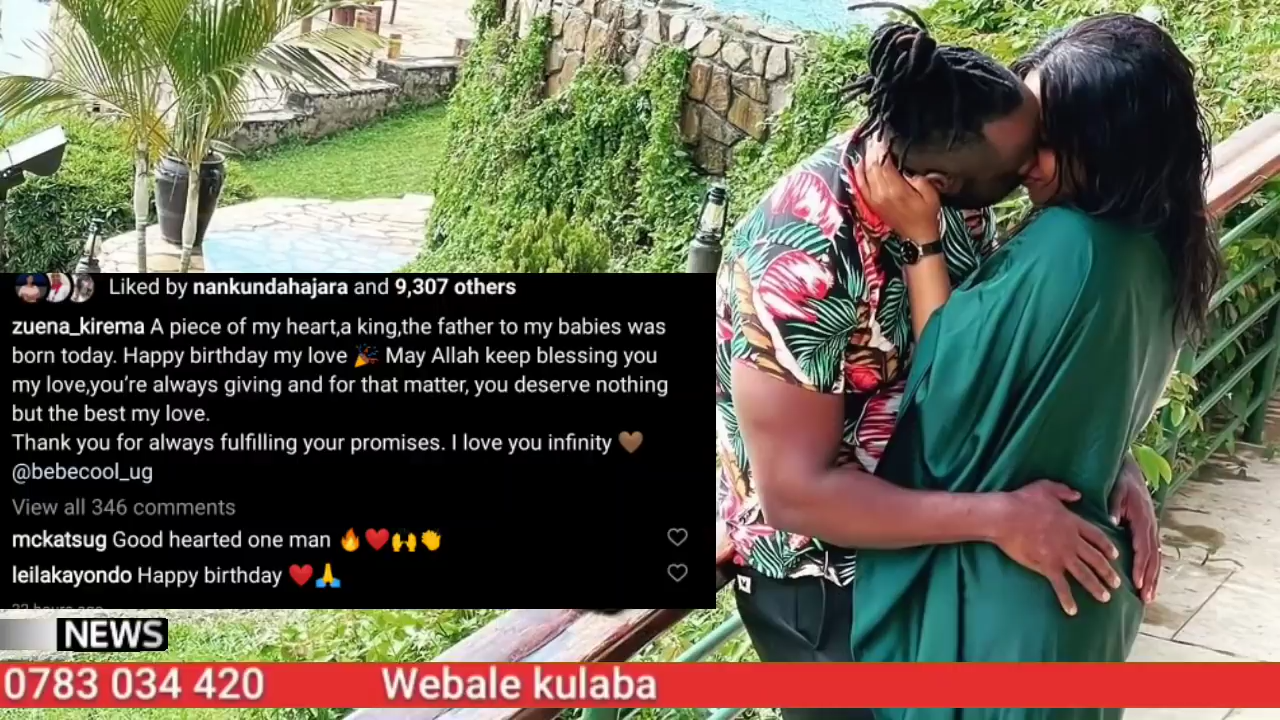 Liked by nankundahajara and 9,307 others
zuena_kirema A piece of my heart,a king,the father to my babies was
born today. Happy birthday my love 🎉 May Allah keep blessing you
my love,you’re always giving and for that matter, you deserve nothing
but the best my love.
Thank you for always fulfilling your promises. I love you infinity 🤎
@bebecool_ug
View all 346 comments
mckatsug Good hearted one man 🔥❤️🙌👏
leilakayondo Happy birthday ❤️🙏
22 hours ago
NEWS
0783 034 420 Webale kulaba